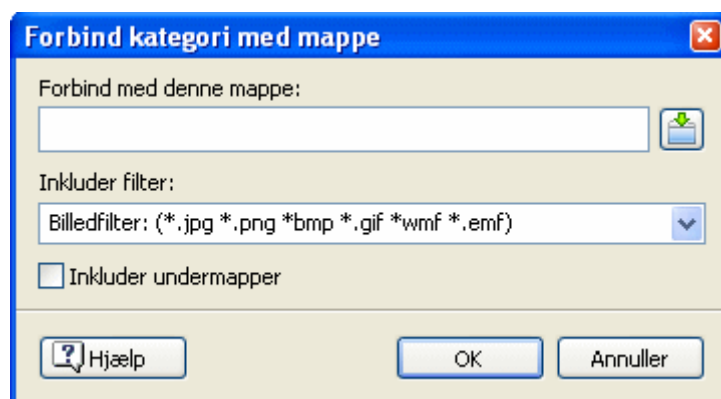 Forbind kategori med mappe
Forbind med denne mappe:
Inkluder filter:
Billedfilter: (*.jpg *.png *bmp *.gif *wmf *.emf)
Inkluder undermapper
Hjælp OK Annuller